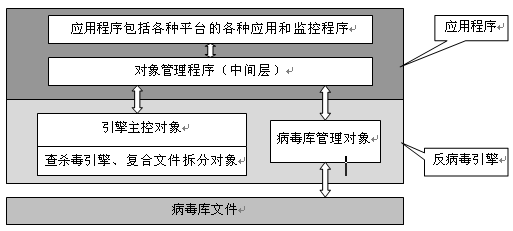 应用程序包括各种平台的各种应用和监控程序
应用程序
对象管理程序（中间层）
引擎主控对象
病毒库管理对象
查杀毒引擎、复合文件拆分对象
反病毒引擎
病毒库文件